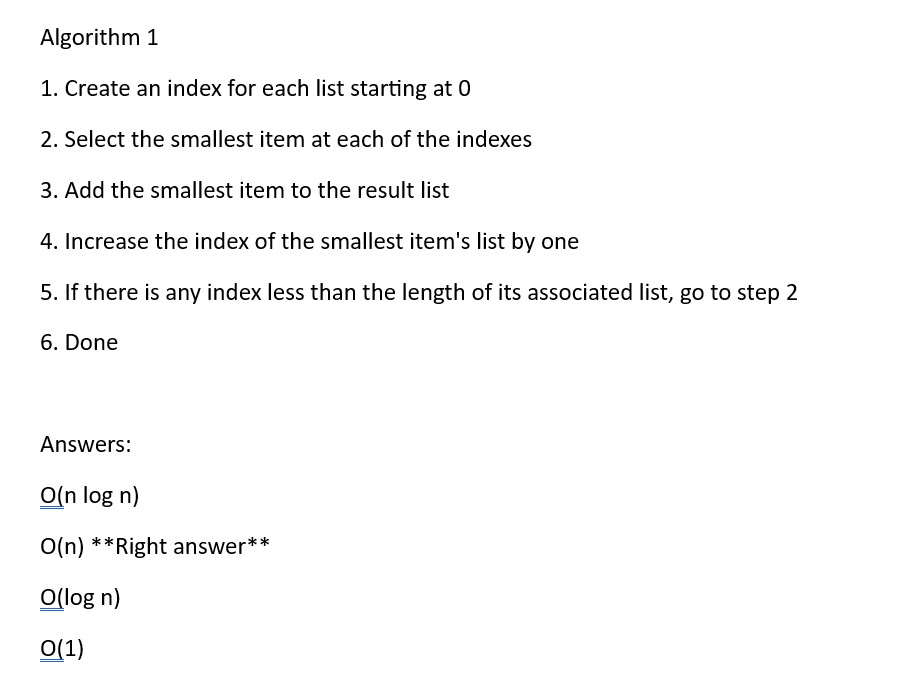 Algorithm 1
1. Create an index for each list starting at 0
2. Select the smallest item at each of the indexes
3. Add the smallest item to the result list
4. Increase the index of the smallest item's list by one
5. If there is any index less than the length of its associated list, go to step 2
6. Done
Answers:
O(n log n)
O(n) **Right answer**
O(log n)
O(1)